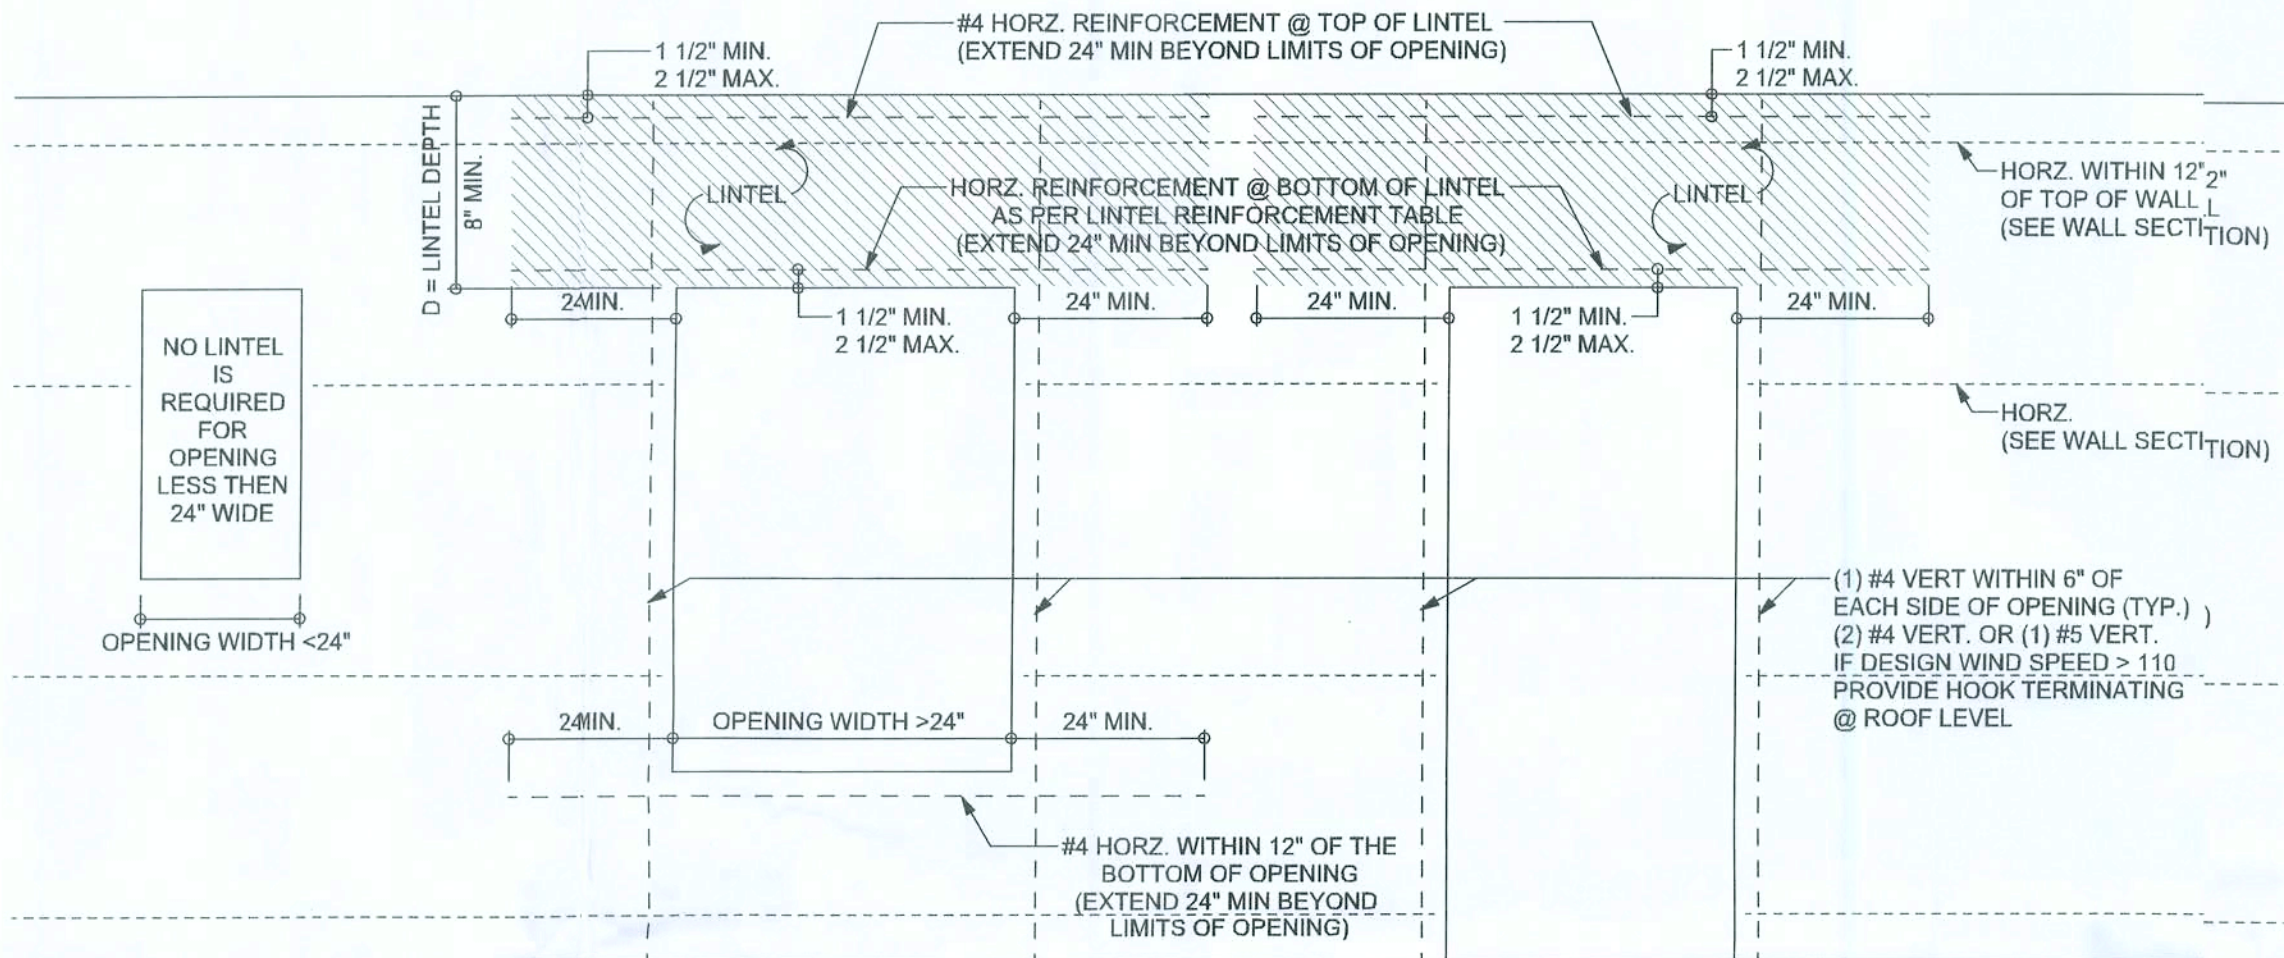 #4 HORZ. REINFORCEMENT @ TOP OF LINTEL
(EXTEND 24" MIN BEYOND LIMITS OF OPENING)
1 1/2" MIN.
2 1/2" MAX.
1 1/2" MIN.
2 1/2" MAX.
D = LINTEL DEPTH
8" MIN.
LINTEL
HORZ. REINFORCEMENT @ BOTTOM OF LINTEL
AS PER LINTEL REINFORCEMENT TABLE
(EXTEND 24" MIN BEYOND LIMITS OF OPENING)
LINTEL
HORZ. WITHIN 12" 2"
OF TOP OF WALL L
(SEE WALL SECTITION)
24MIN.
24" MIN.
24" MIN.
24" MIN.
1 1/2" MIN.
2 1/2" MAX.
1 1/2" MIN.
2 1/2" MAX.
NO LINTEL
IS
REQUIRED
FOR
OPENING
LESS THEN
24" WIDE
OPENING WIDTH <24"
HORZ.
(SEE WALL SECTITION)
(1) #4 VERT WITHIN 6" OF
EACH SIDE OF OPENING (TYP.) )
(2) #4 VERT. OR (1) #5 VERT.
IF DESIGN WIND SPEED > 110
PROVIDE HOOK TERMINATING
@ ROOF LEVEL
24MIN.
OPENING WIDTH >24"
24" MIN.
#4 HORZ. WITHIN 12" OF THE
BOTTOM OF OPENING
(EXTEND 24" MIN BEYOND
LIMITS OF OPENING)